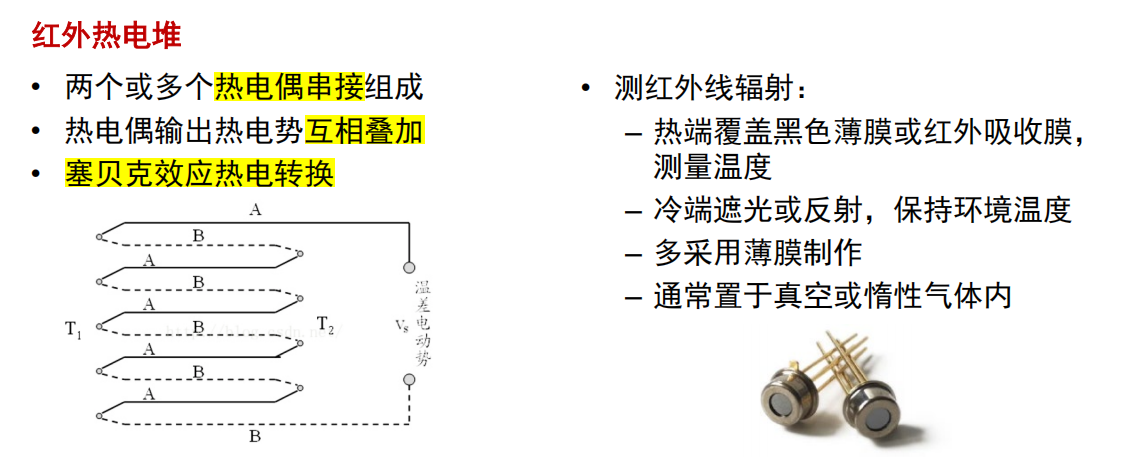 红外热电堆
• 两个或多个热电偶串接组成
• 热电偶输出热电势互相叠加
• 塞贝克效应热电转换
A
B
A
B
A
B
A
B
A
B
T1
T2
Vs
温差电动势
• 测红外线辐射：
– 热端覆盖黑色薄膜或红外吸收膜，
测量温度
– 冷端遮光或反射，保持环境温度
– 多采用薄膜制作
– 通常置于真空或惰性气体内